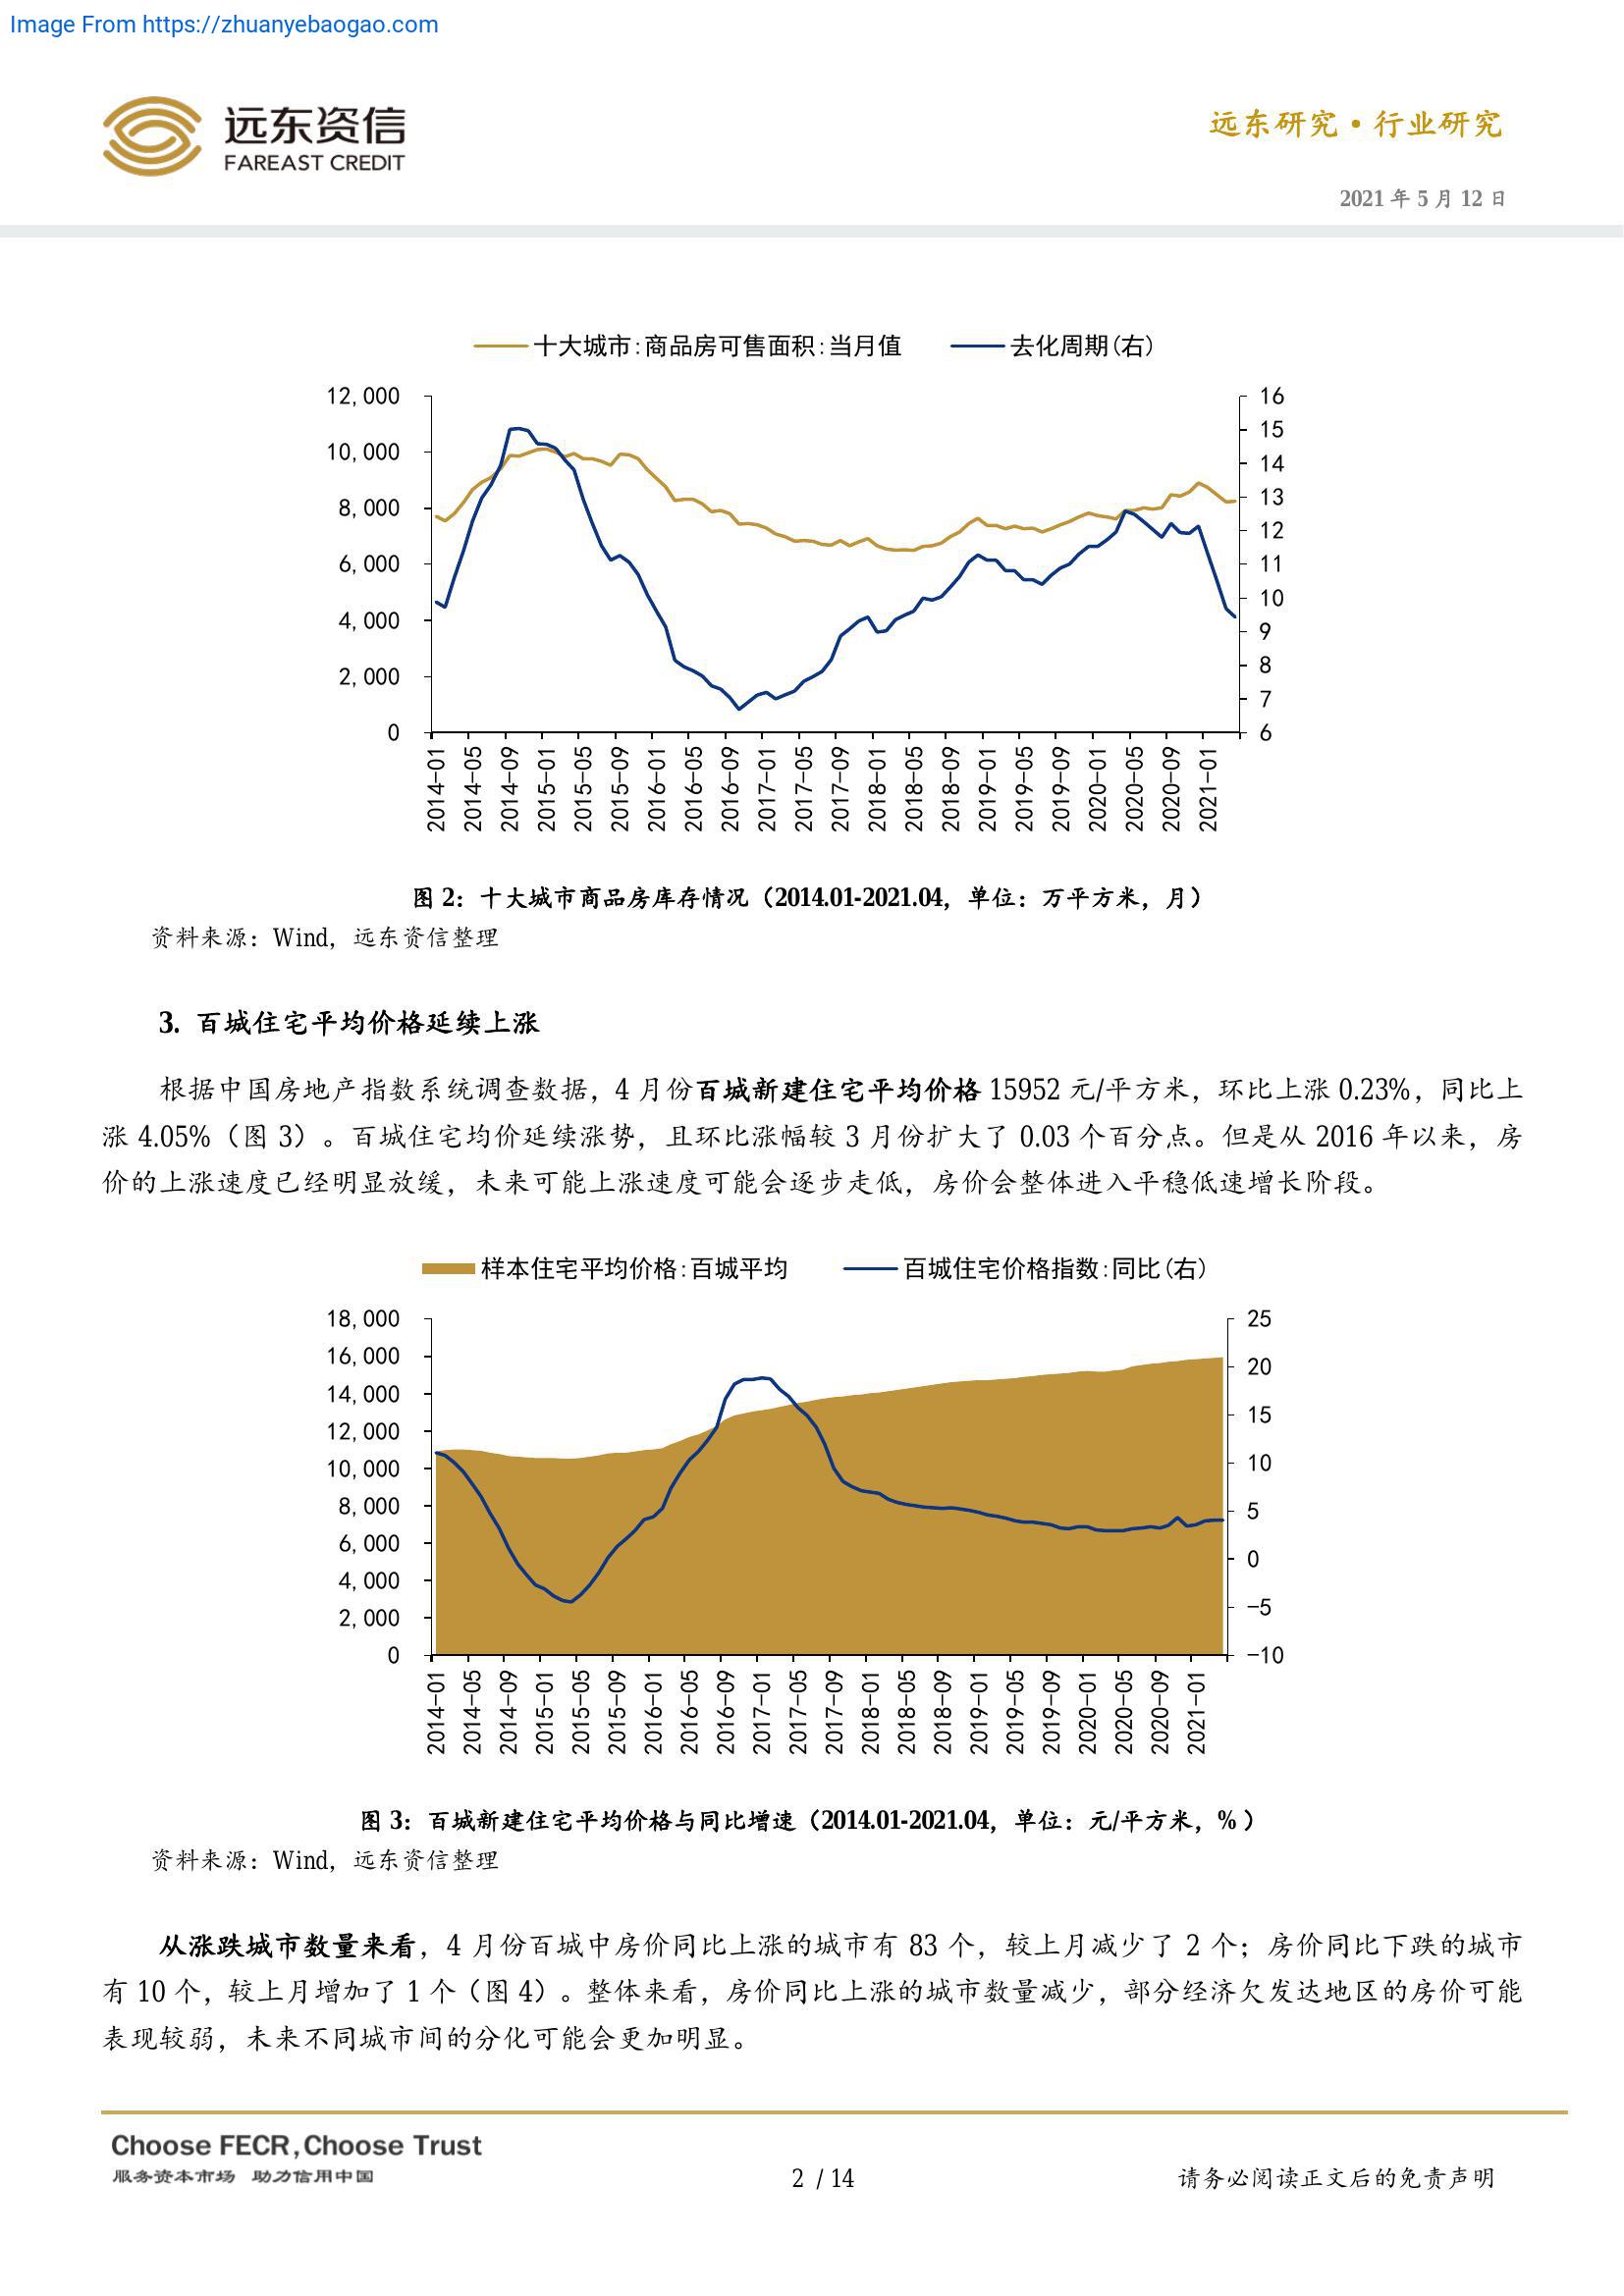 Image From https://zhuanyebaogao.com
远东资信
FAREAST CREDIT
远东研究·行业研究
2021 年 5 月 12 日
十大城市:商品房可售面积:当月值 去化周期(右)
12,000
10,000
8,000
6,000
4,000
2,000
0
16
15
14
13
12
11
10
9
8
7
6
2014-01 2014-05 2014-09 2015-01 2015-05 2015-09 2016-01 2016-05 2016-09 2017-01 2017-05 2017-09 2018-01 2018-05 2018-09 2019-01 2019-05 2019-09 2020-01 2020-05 2020-09 2021-01
图 2：十大城市商品房库存情况（2014.01-2021.04，单位：万平方米，月）
资料来源：Wind，远东资信整理
3. 百城住宅平均价格延续上涨
根据中国房地产指数系统调查数据，4 月份百城新建住宅平均价格 15952 元/平方米，环比上涨 0.23%，同比上
涨 4.05%（图 3）。百城住宅均价延续涨势，且环比涨幅较 3 月份扩大了 0.03 个百分点。但是从 2016 年以来，房
价的上涨速度已经明显放缓，未来可能上涨速度可能会逐步走低，房价会整体进入平稳低速增长阶段。
样本住宅平均价格:百城平均 百城住宅价格指数:同比(右)
18,000
16,000
14,000
12,000
10,000
8,000
6,000
4,000
2,000
0
25
20
15
10
5
0
-5
-10
2014-01 2014-05 2014-09 2015-01 2015-05 2015-09 2016-01 2016-05 2016-09 2017-01 2017-05 2017-09 2018-01 2018-05 2018-09 2019-01 2019-05 2019-09 2020-01 2020-05 2020-09 2021-01
图 3：百城新建住宅平均价格与同比增速（2014.01-2021.04，单位：元/平方米，%）
资料来源：Wind，远东资信整理
从涨跌城市数量来看，4 月份百城中房价同比上涨的城市有 83 个，较上月减少了 2 个；房价同比下跌的城市
有 10 个，较上月增加了 1 个（图 4）。整体来看，房价同比上涨的城市数量减少，部分经济欠发达地区的房价可能
表现较弱，未来不同城市间的分化可能会更加明显。
Choose FECR,Choose Trust
服务资本市场 助力信用中国
2 / 14
请务必阅读正文后的免责声明